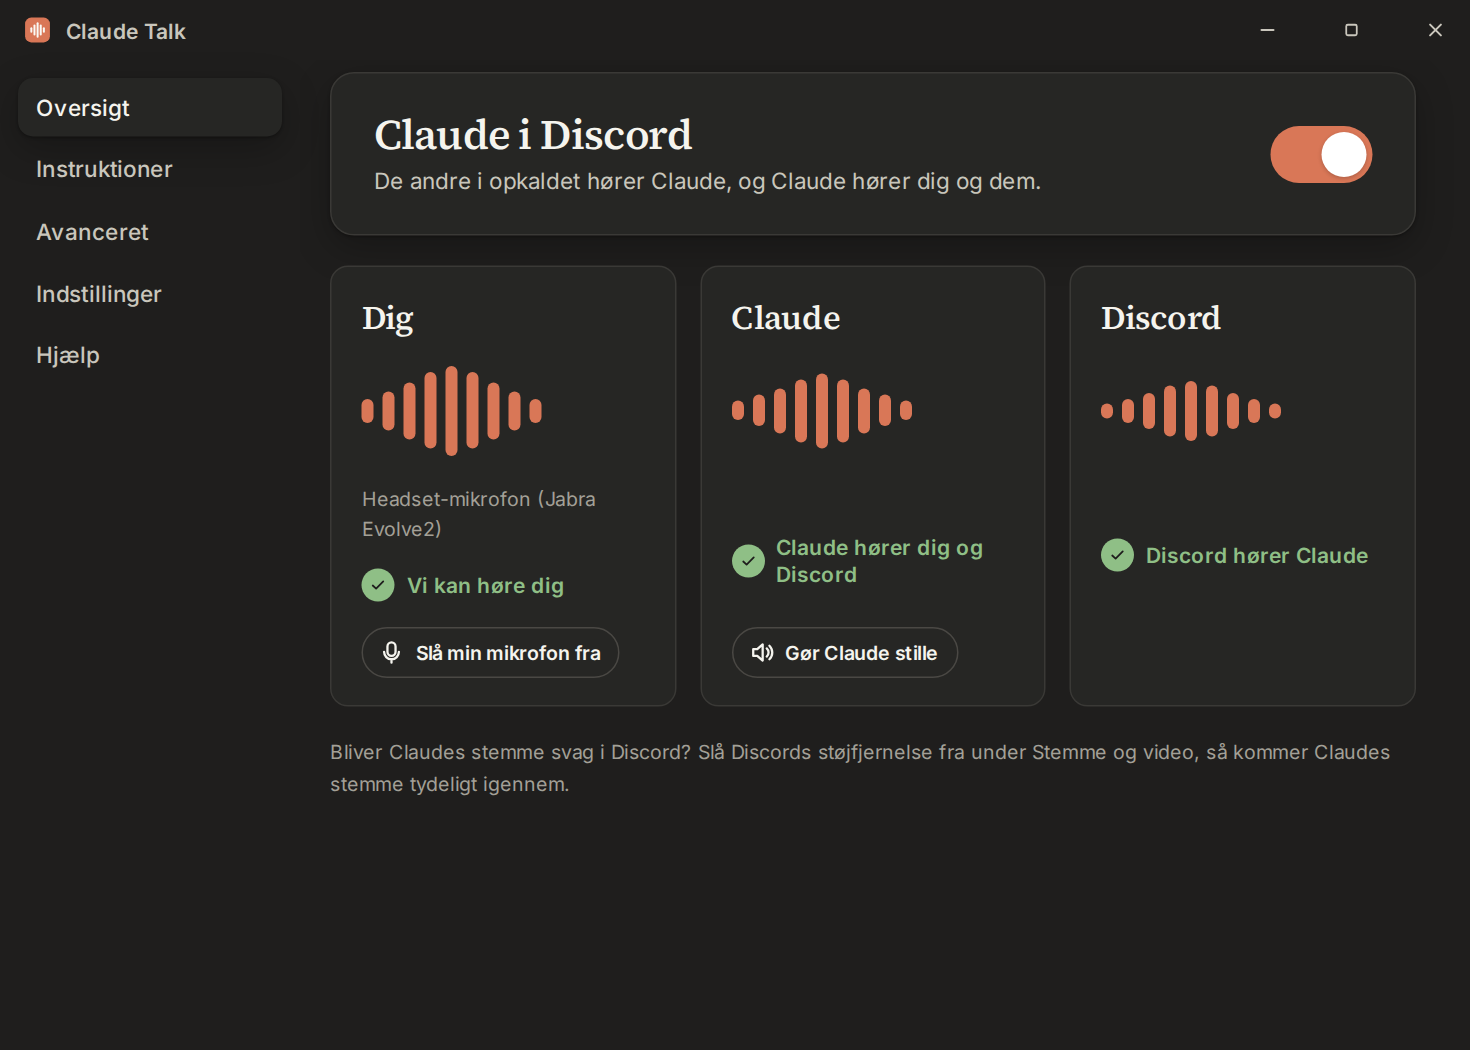 Claude Talk
Oversigt
Instruktioner
Avanceret
Indstillinger
Hjælp
Claude i Discord
De andre i opkaldet hører Claude, og Claude hører dig og dem.
Dig
Headset-mikrofon (Jabra
Evolve2)
Vi kan høre dig
Slå min mikrofon fra
Claude
Claude hører dig og
Discord
Gør Claude stille
Discord
Discord hører Claude
Bliver Claudes stemme svag i Discord? Slå Discords støjfjernelse fra under Stemme og video, så kommer Claudes
stemme tydeligt igennem.